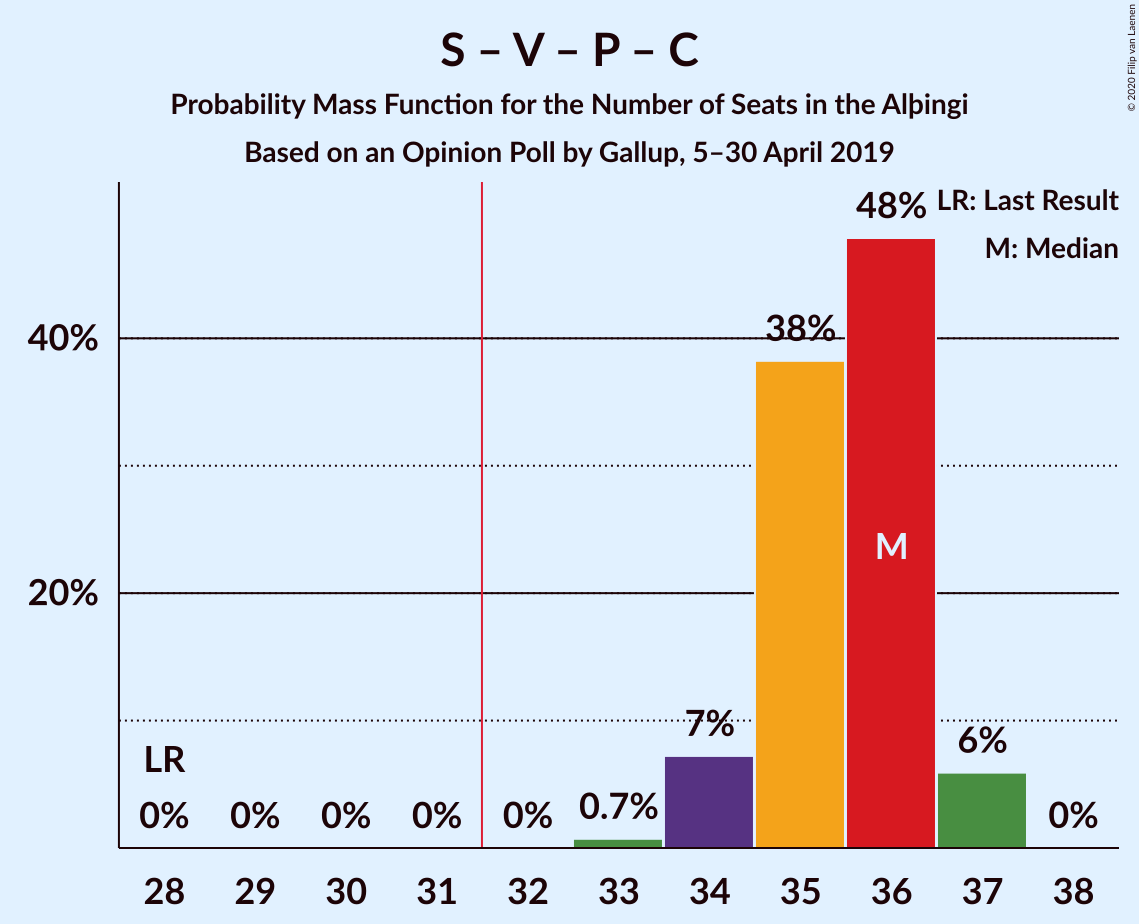 S – V – P – C
Probability Mass Function for the Number of Seats in the Alþingi
Based on an Opinion Poll by Gallup, 5–30 April 2019
© 2020 Filip van Laenen
LR: Last Result
M: Median
48%
38%
40%
M
20%
7%
6%
LR
0.7%
0% 0% 0% 0% 0% 0%
28 29 30 31 32 33 34 35 36 37 38